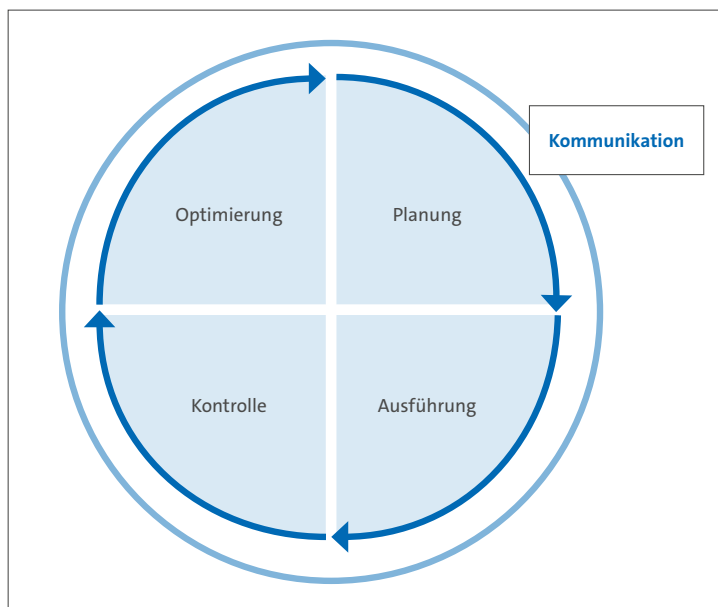 Kommunikation
Optimierung
Planung
Kontrolle
Ausführung